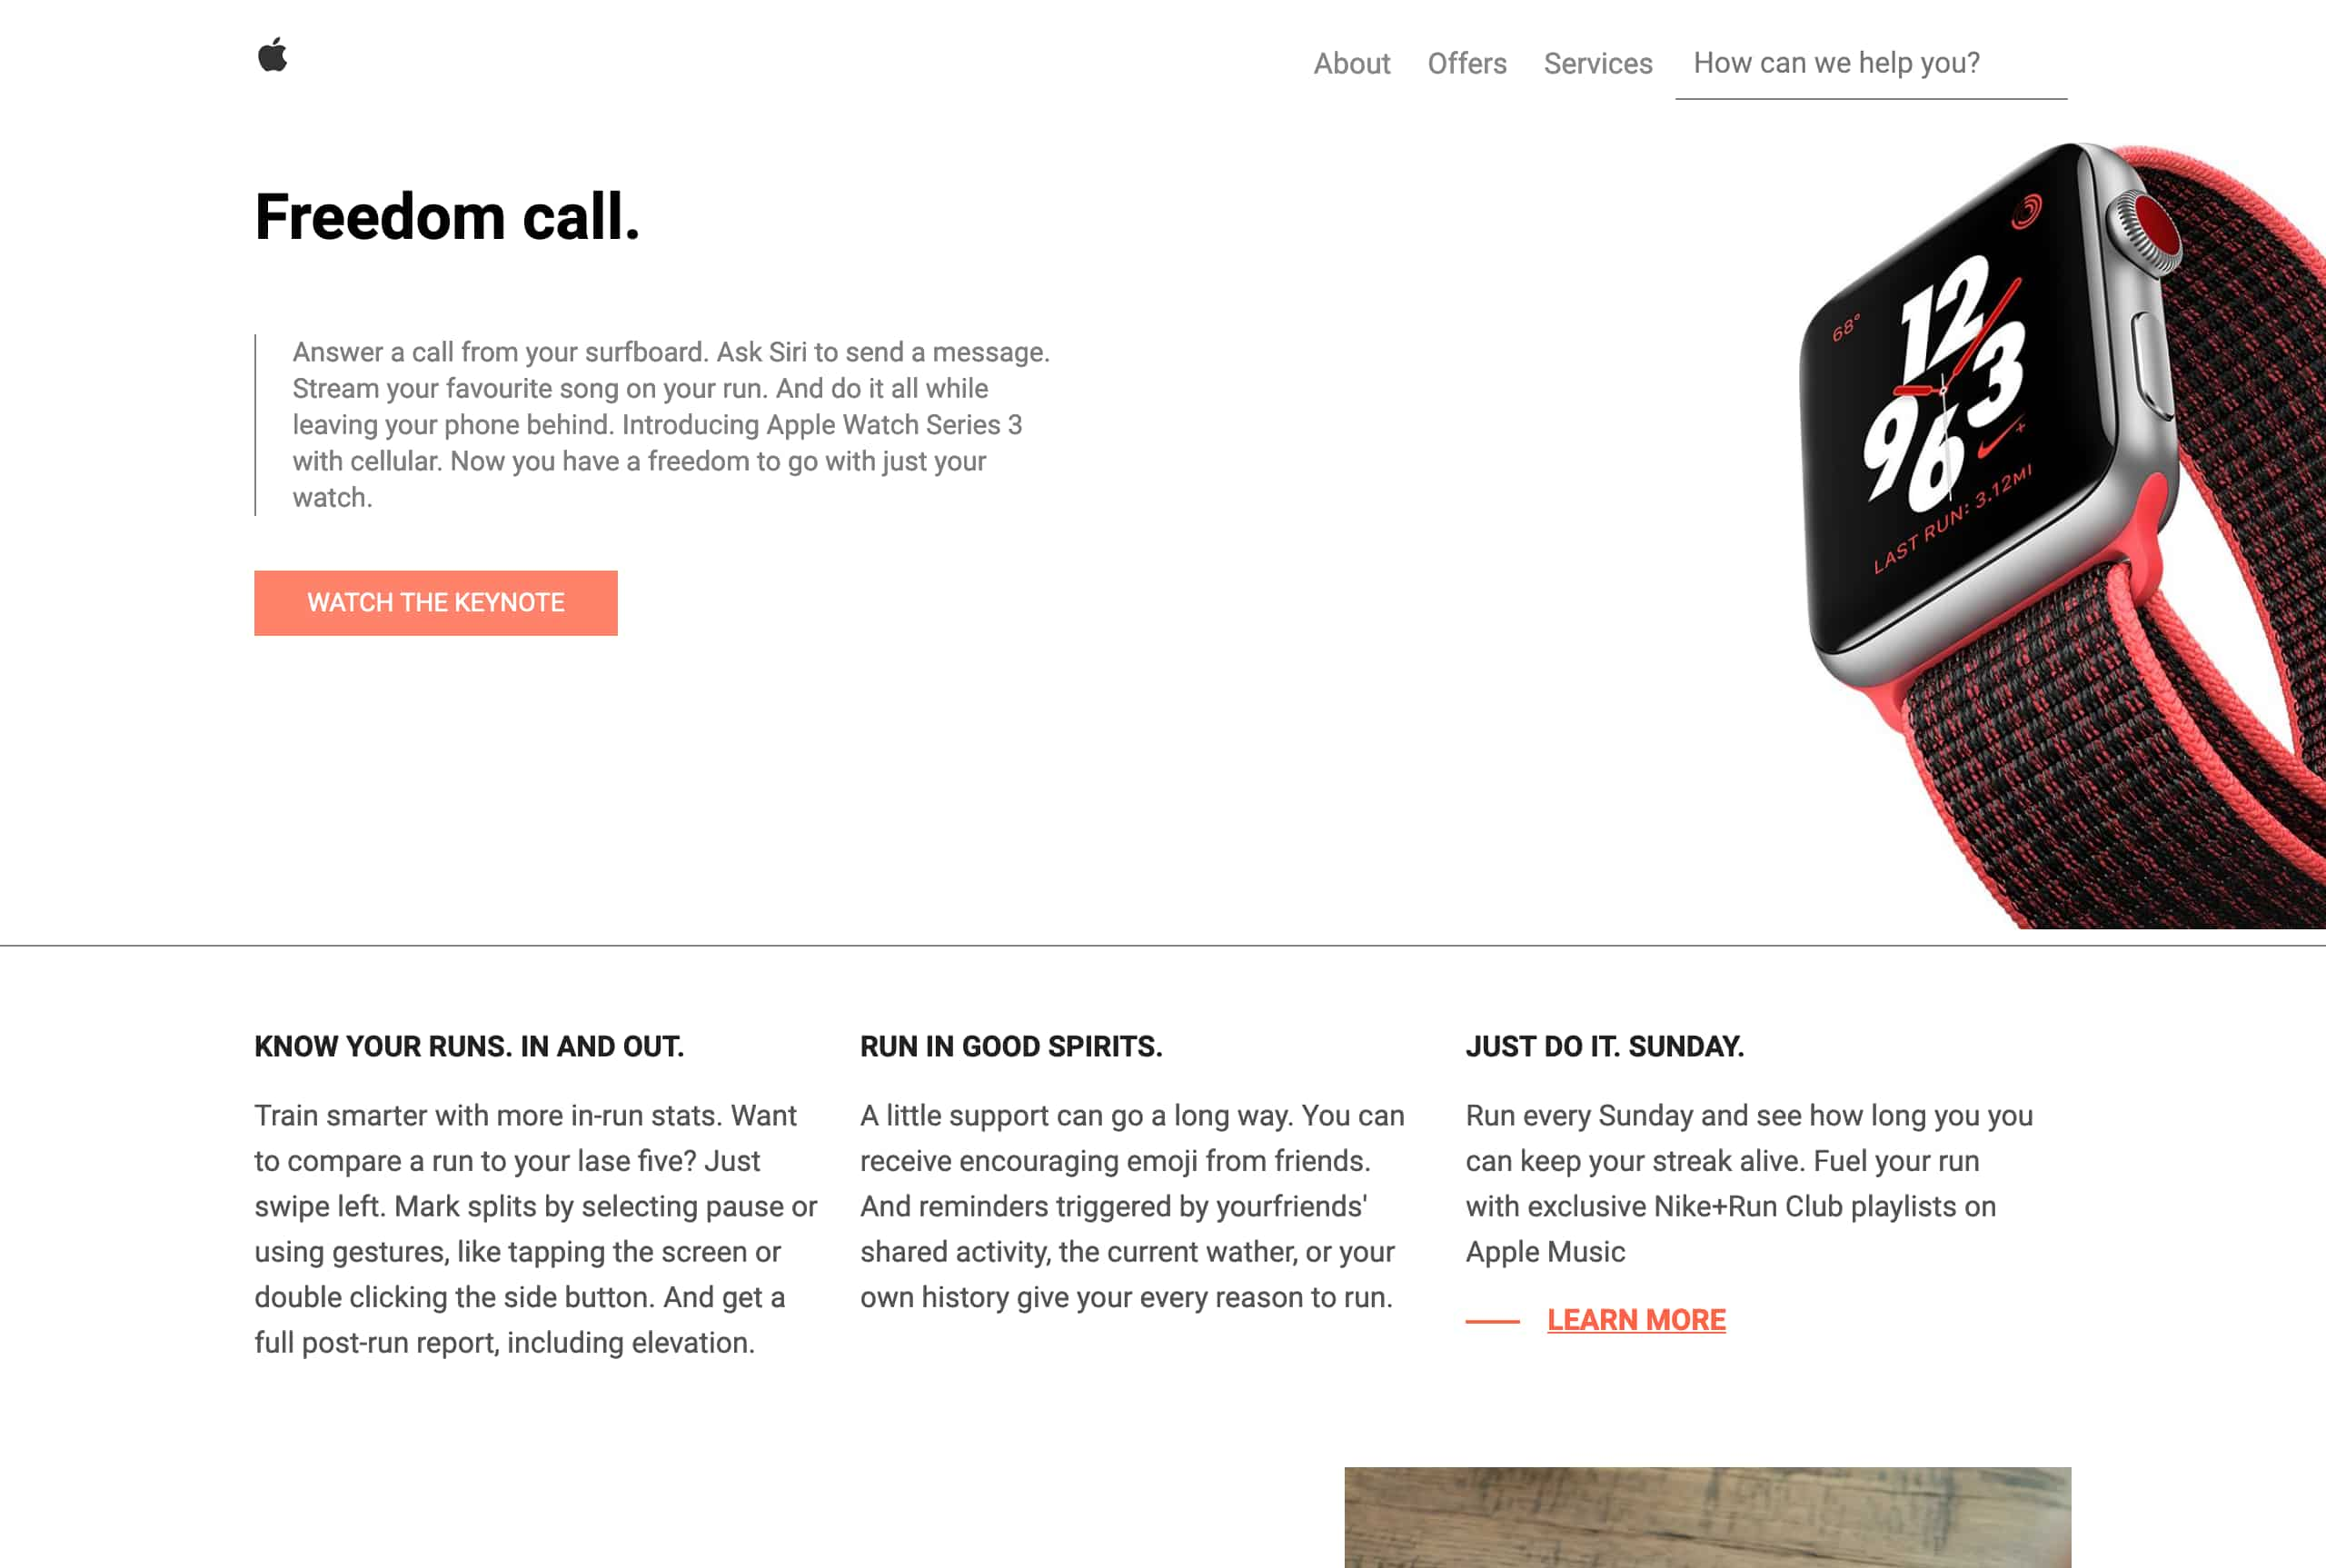 About Offers Services How can we help you?
Freedom call.
Answer a call from your surfboard. Ask Siri to send a message.
Stream your favourite song on your run. And do it all while
leaving your phone behind. Introducing Apple Watch Series 3
with cellular. Now you have a freedom to go with just your
watch.
WATCH THE KEYNOTE
68°
12
3
9
6
LAST RUN: 3.12MI
KNOW YOUR RUNS. IN AND OUT.
Train smarter with more in-run stats. Want
to compare a run to your lase five? Just
swipe left. Mark splits by selecting pause or
using gestures, like tapping the screen or
double clicking the side button. And get a
full post-run report, including elevation.
RUN IN GOOD SPIRITS.
A little support can go a long way. You can
receive encouraging emoji from friends.
And reminders triggered by yourfriends'
shared activity, the current wather, or your
own history give your every reason to run.
JUST DO IT. SUNDAY.
Run every Sunday and see how long you you
can keep your streak alive. Fuel your run
with exclusive Nike+Run Club playlists on
Apple Music
LEARN MORE